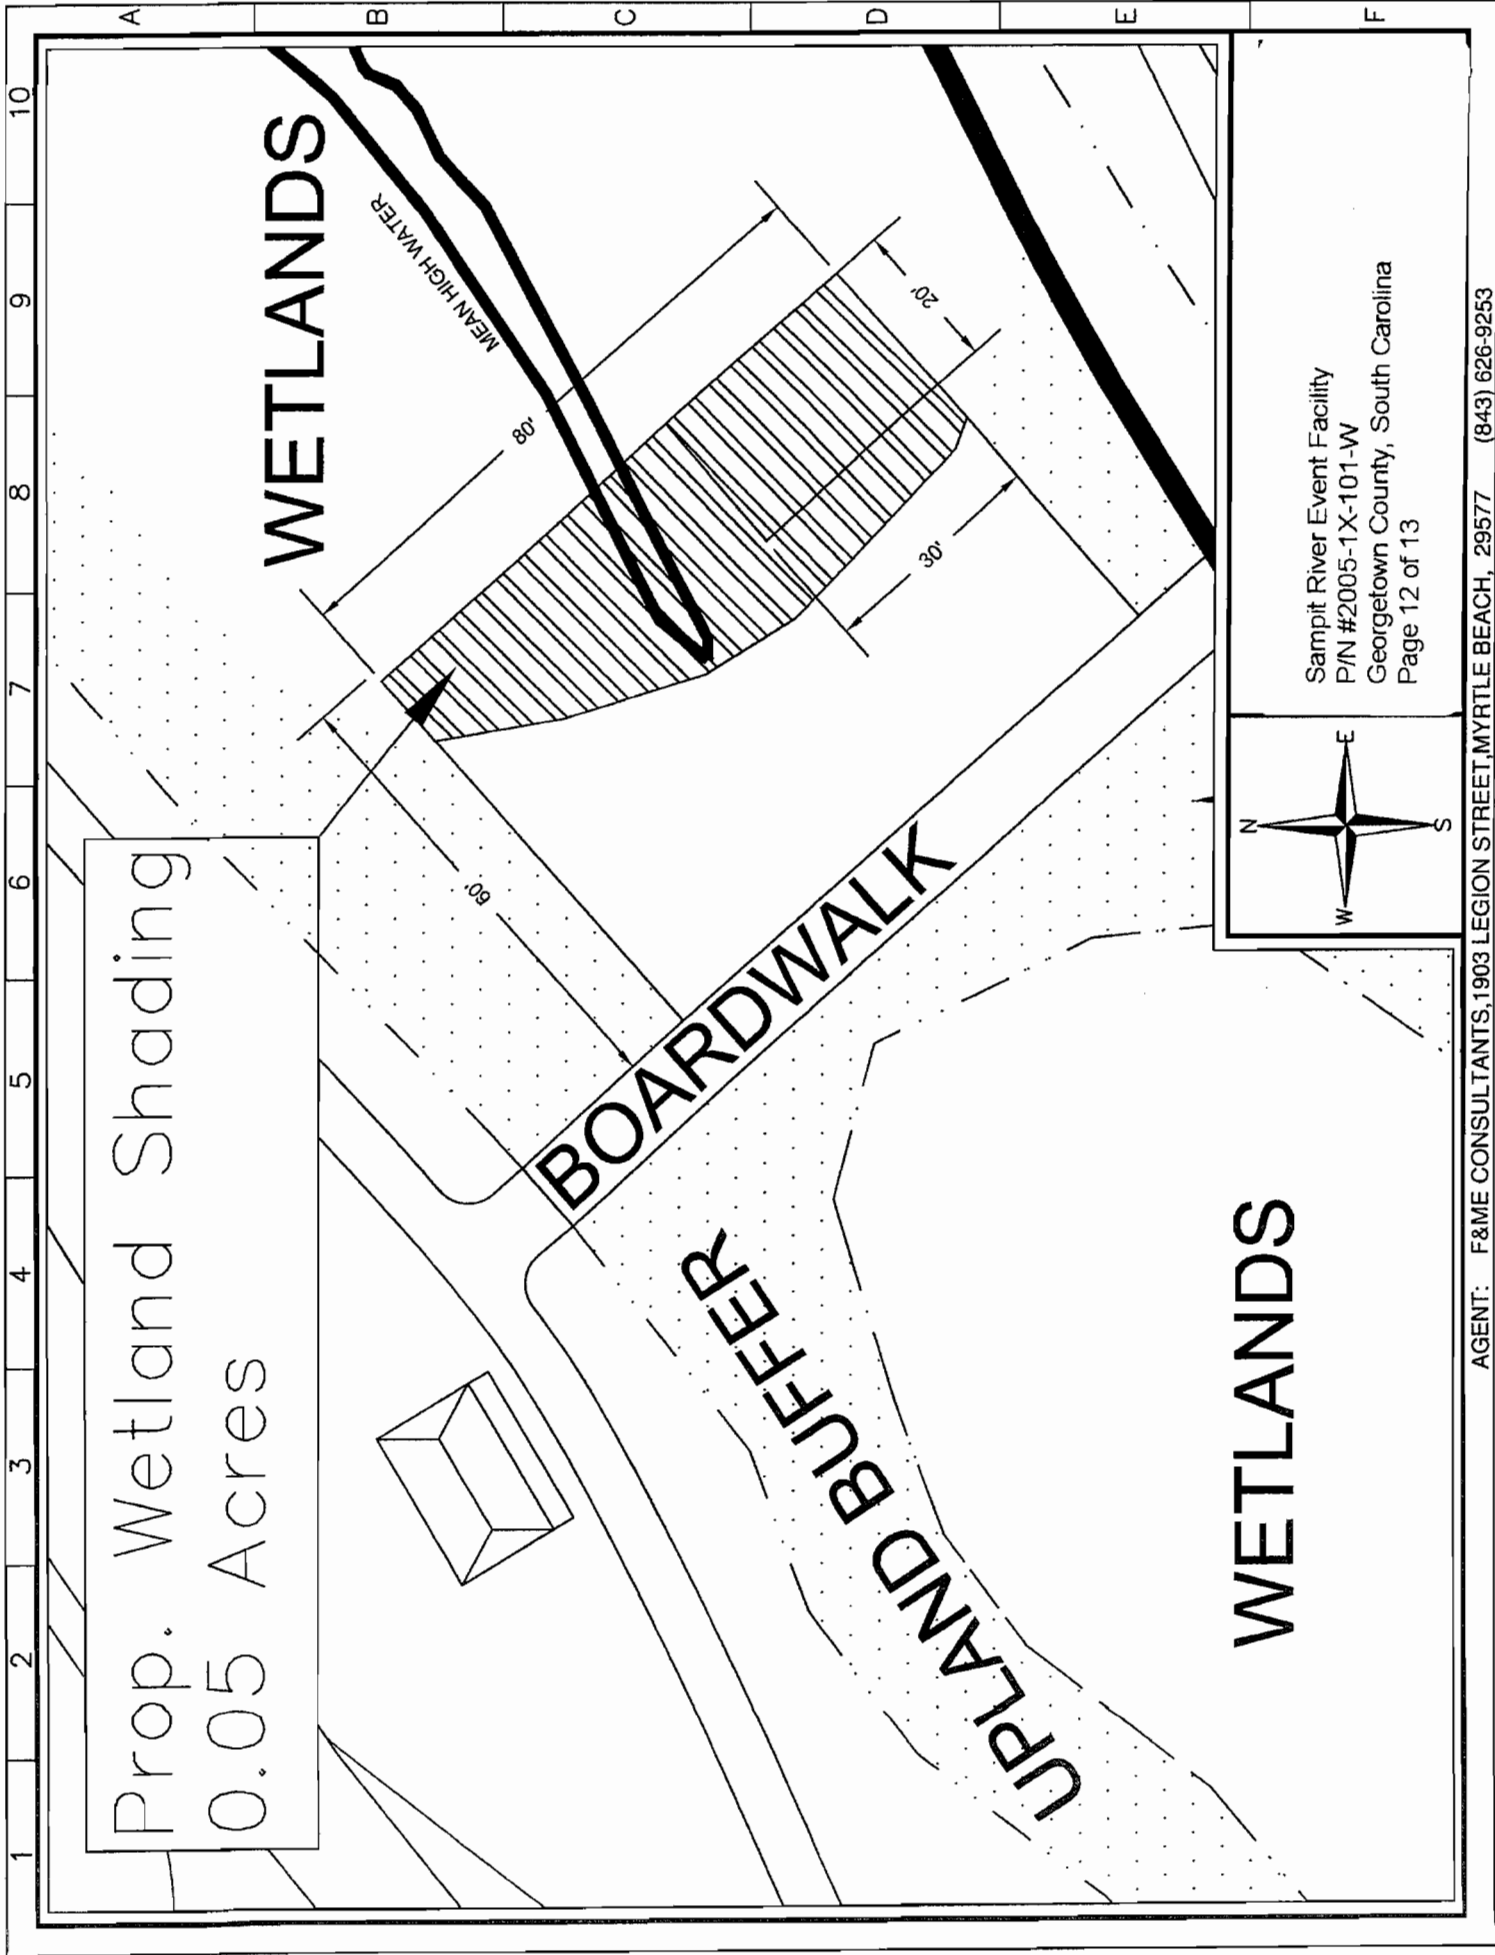 1 2 3 4 5 6 7 8 9 10
A
B
C
D
E
F
Prop. Wetland Shading
0.05 Acres
WETLANDS
MEAN HIGH WATER
80'
60'
20'
30'
BOARDWALK
UPLAND BUFFER
WETLANDS
N
W E
S
Sampit River Event Facility
P/N #2005-1X-101-W
Georgetown County, South Carolina
Page 12 of 13
AGENT: F&ME CONSULTANTS,1903 LEGION STREET,MYRTLE BEACH, 29577 (843) 626-9253